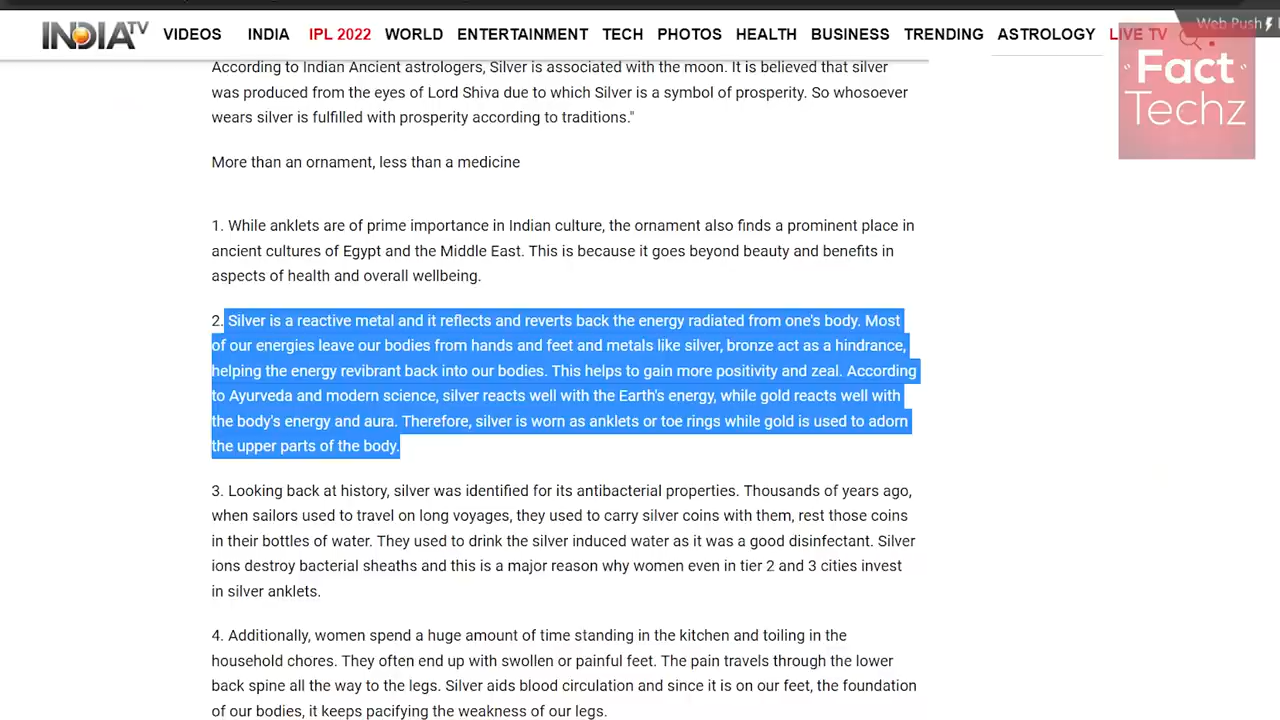 INDIA TV VIDEOS INDIA IPL 2022 WORLD ENTERTAINMENT TECH PHOTOS HEALTH BUSINESS TRENDING ASTROLOGY LIVE TV
Web Push
" Fact "
Techz
According to Indian Ancient astrologers, Silver is associated with the moon. It is believed that silver
was produced from the eyes of Lord Shiva due to which Silver is a symbol of prosperity. So whosoever
wears silver is fulfilled with prosperity according to traditions."
More than an ornament, less than a medicine
1. While anklets are of prime importance in Indian culture, the ornament also finds a prominent place in
ancient cultures of Egypt and the Middle East. This is because it goes beyond beauty and benefits in
aspects of health and overall wellbeing.
2. Silver is a reactive metal and it reflects and reverts back the energy radiated from one's body. Most
of our energies leave our bodies from hands and feet and metals like silver, bronze act as a hindrance,
helping the energy revibrant back into our bodies. This helps to gain more positivity and zeal. According
to Ayurveda and modern science, silver reacts well with the Earth's energy, while gold reacts well with
the body's energy and aura. Therefore, silver is worn as anklets or toe rings while gold is used to adorn
the upper parts of the body.
3. Looking back at history, silver was identified for its antibacterial properties. Thousands of years ago,
when sailors used to travel on long voyages, they used to carry silver coins with them, rest those coins
in their bottles of water. They used to drink the silver induced water as it was a good disinfectant. Silver
ions destroy bacterial sheaths and this is a major reason why women even in tier 2 and 3 cities invest
in silver anklets.
4. Additionally, women spend a huge amount of time standing in the kitchen and toiling in the
household chores. They often end up with swollen or painful feet. The pain travels through the lower
back spine all the way to the legs. Silver aids blood circulation and since it is on our feet, the foundation
of our bodies, it keeps pacifying the weakness of our legs.